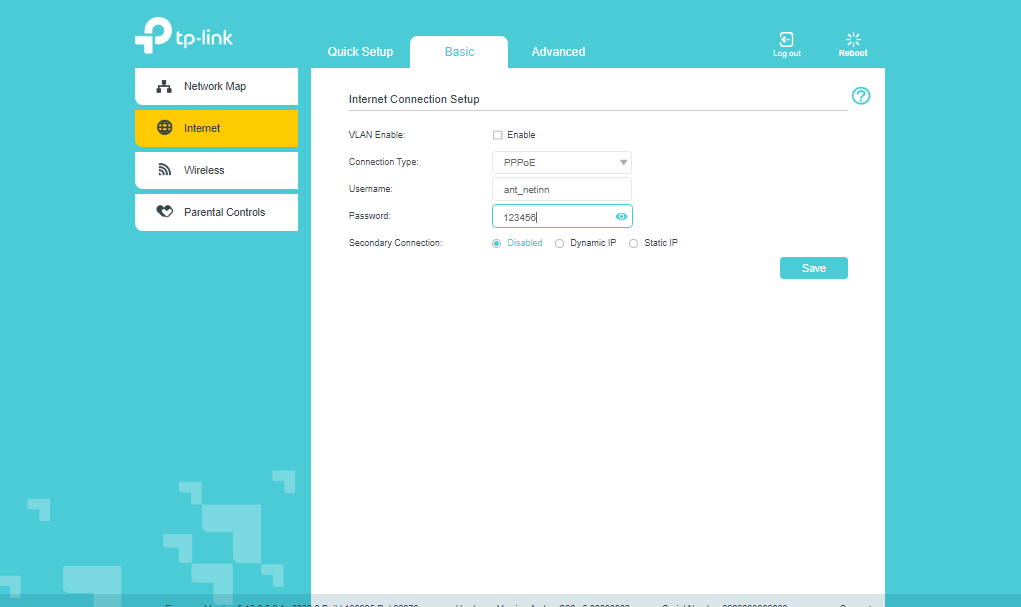 tp-link
Quick Setup Basic Advanced Log out Reboot
Network Map
Internet
Wireless
Parental Controls
Internet Connection Setup
VLAN Enable: Enable
Connection Type: PPPoE
Username: ant_netinn
Password: 123456
Secondary Connection: Disabled Dynamic IP Static IP
Save